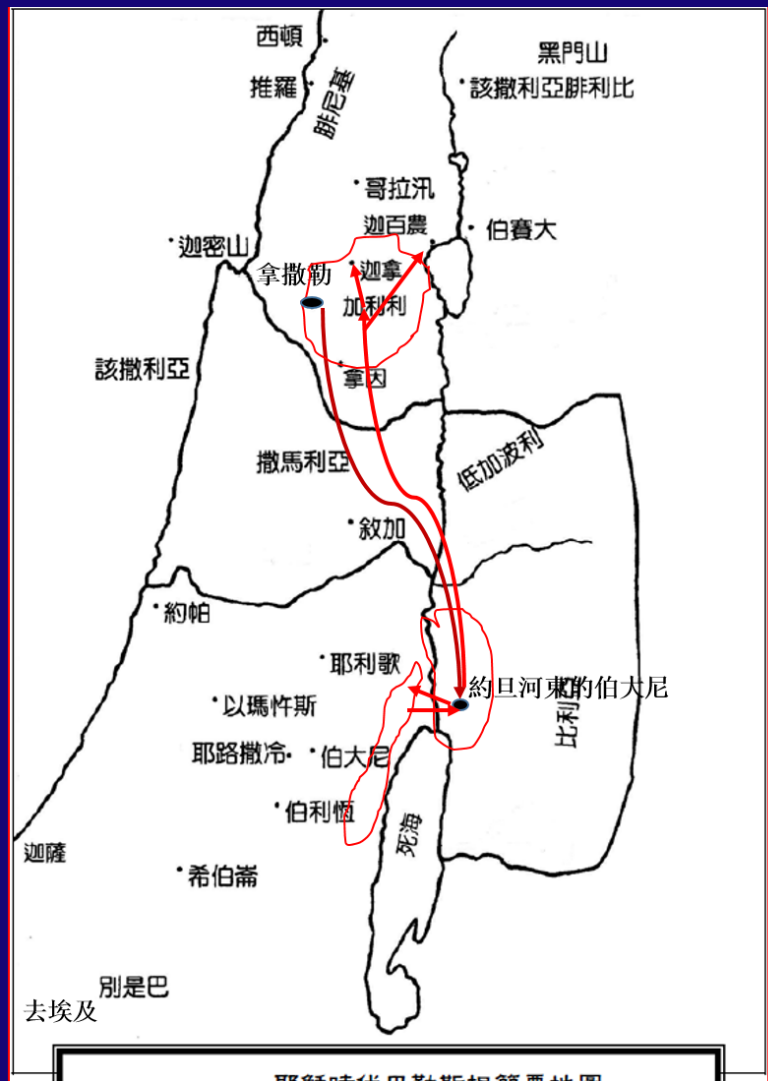 西頓
黑門山
推羅
腓尼基
該撒利亞腓利比
哥拉汛
迦百農
伯賽大
迦密山
迦拿
拿撒勒
加利利
該撒利亞
拿因
撒馬利亞
低加波利
敘加
約帕
耶利歌
約旦河東的伯大尼
以瑪忤斯
比利亞
耶路撒冷
伯大尼
伯利恆
死海
迦薩
希伯崙
別是巴
去埃及